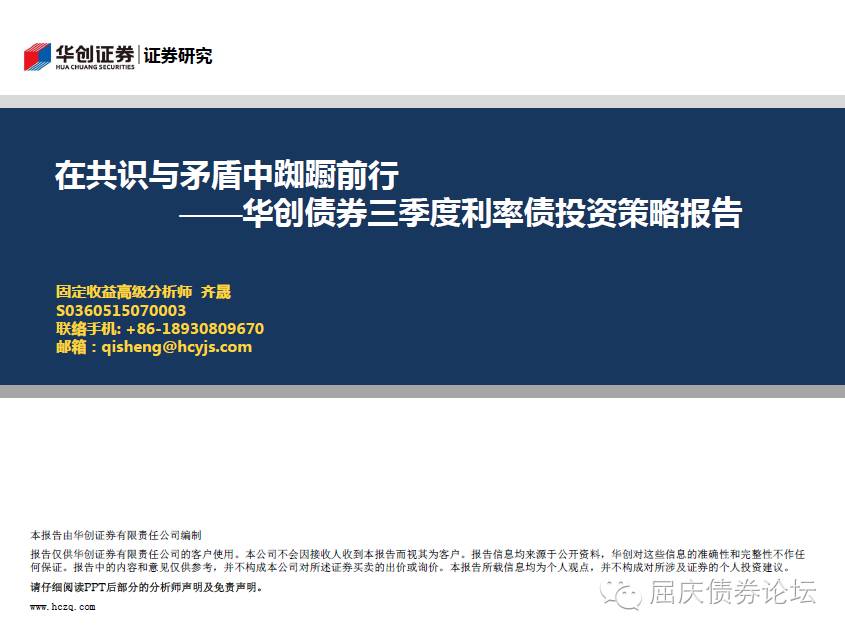 华创证券 证券研究
HUA CHUANG SECURITIES
在共识与矛盾中踟蹰前行
——华创债券三季度利率债投资策略报告
固定收益高级分析师 齐晟
S0360515070003
联络手机: +86-18930809670
邮箱：qisheng@hcyjs.com
本报告由华创证券有限责任公司编制
报告仅供华创证券有限责任公司的客户使用。本公司不会因接收人收到本报告而视其为客户。报告信息均来源于公开资料，华创对这些信息的准确性和完整性不作任
何保证。报告中的内容和意见仅供参考，并不构成本公司对所述证券买卖的出价或询价。本报告所载信息均为个人观点，并不构成对所涉及证券的个人投资建议。
请仔细阅读PPT后部分的分析师声明及免责声明。
www.hczq.com
屈庆债券论坛